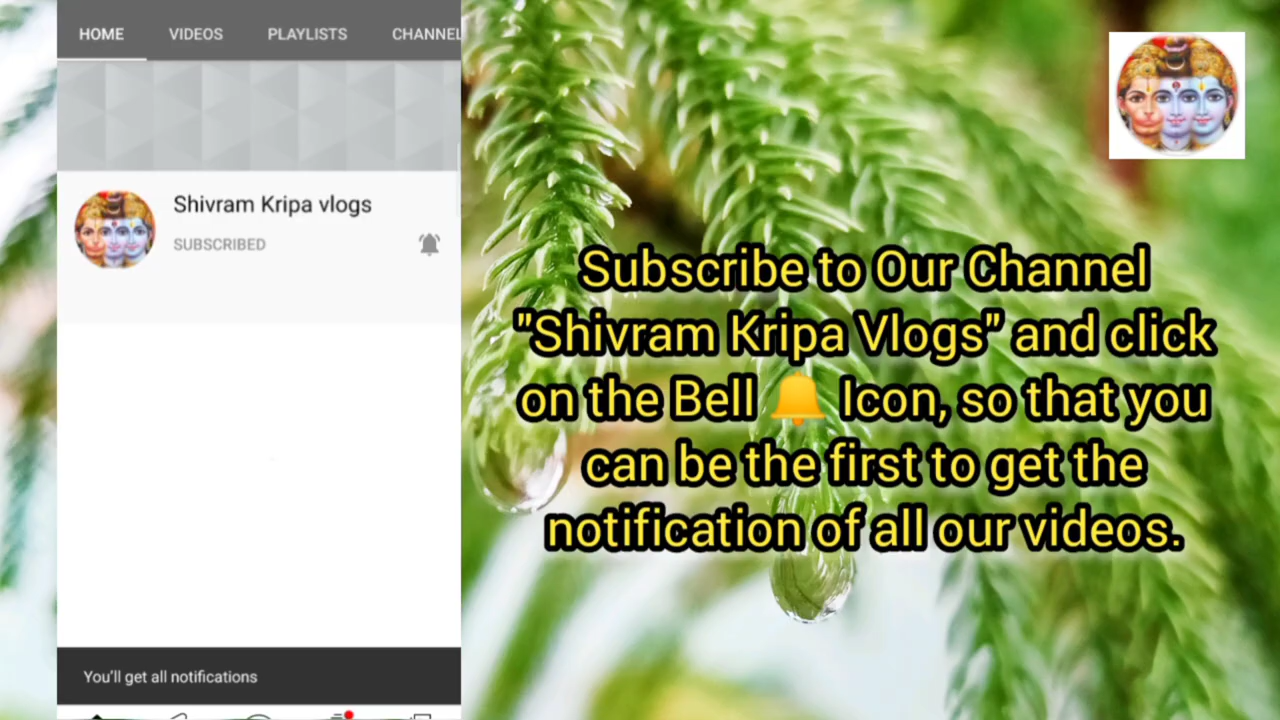 HOME VIDEOS PLAYLISTS CHANNEL
Shivram Kripa vlogs
SUBSCRIBED
Subscribe to Our Channel
"Shivram Kripa Vlogs" and click
on the Bell 🔔 Icon, so that you
can be the first to get the
notification of all our videos.
You'll get all notifications